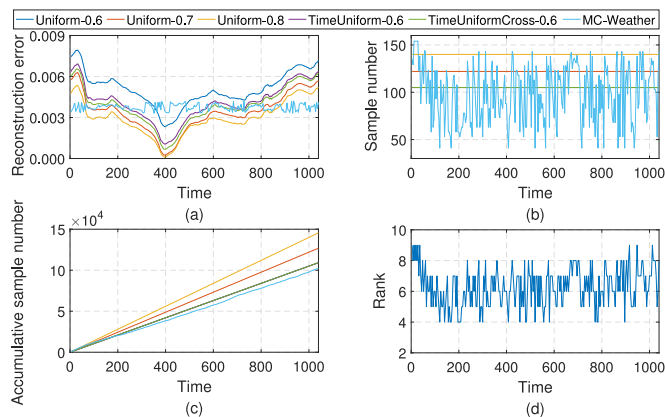 Uniform-0.6 Uniform-0.7 Uniform-0.8 TimeUniform-0.6 TimeUniformCross-0.6 MC-Weather
Reconstruction error
0.009
0.006
0.003
0.000
0 200 400 600 800 1000
Time
(a)
Sample number
150
100
50
0 200 400 600 800 1000
Time
(b)
Accumulative sample number
×10⁴
15
10
5
0
0 200 400 600 800 1000
Time
(c)
Rank
10
8
6
4
2
0 200 400 600 800 1000
Time
(d)